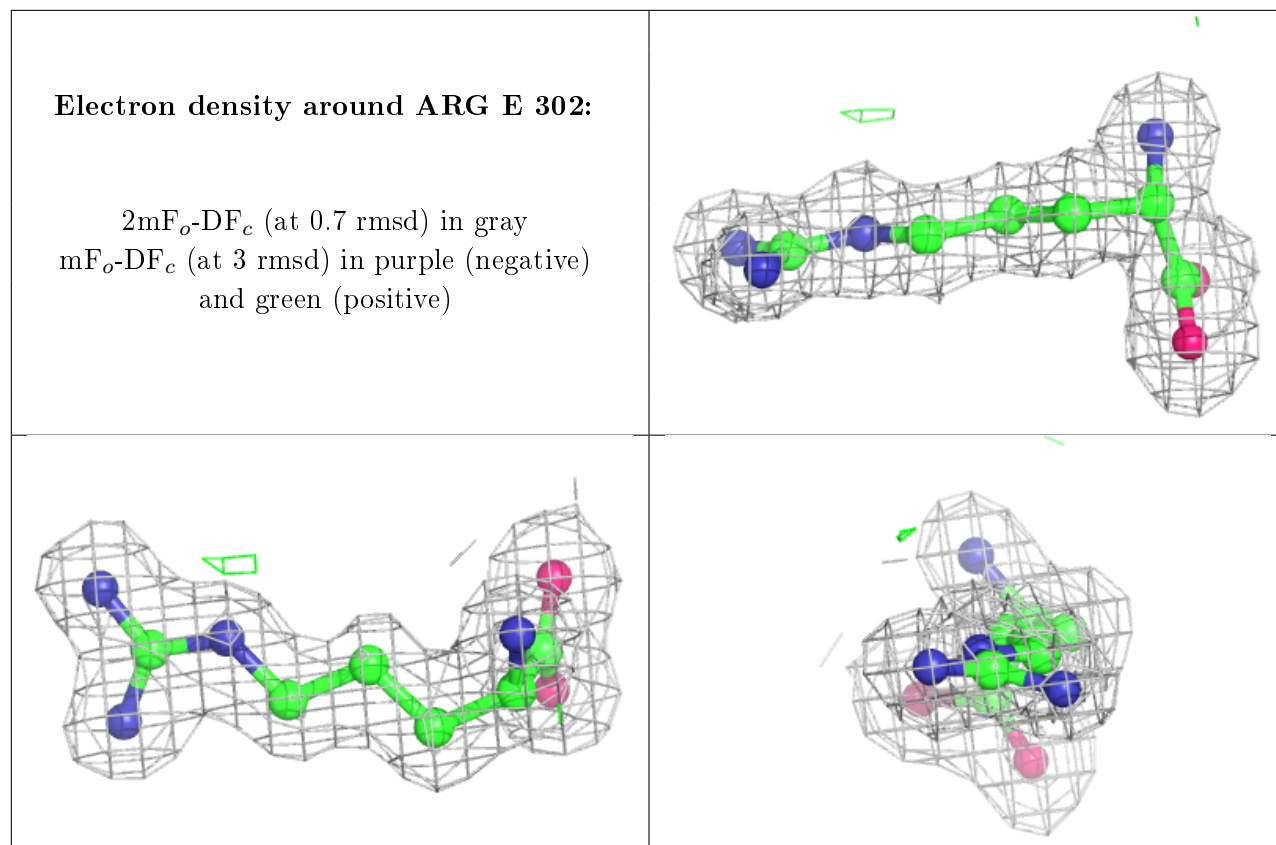 Electron density around ARG E 302:
2mFo-DFc (at 0.7 rmsd) in gray
mFo-DFc (at 3 rmsd) in purple (negative)
and green (positive)